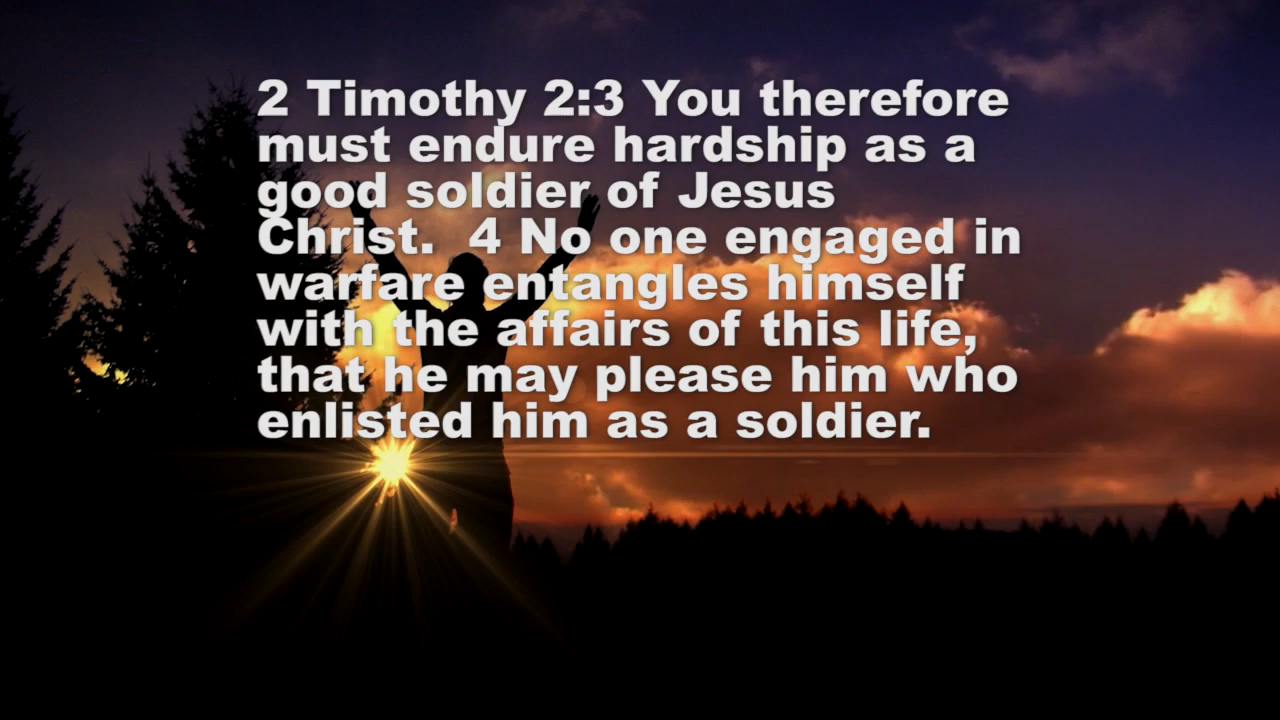 2 Timothy 2:3 You therefore
must endure hardship as a
good soldier of Jesus
Christ.  4 No one engaged in
warfare entangles himself
with the affairs of this life,
that he may please him who
enlisted him as a soldier.